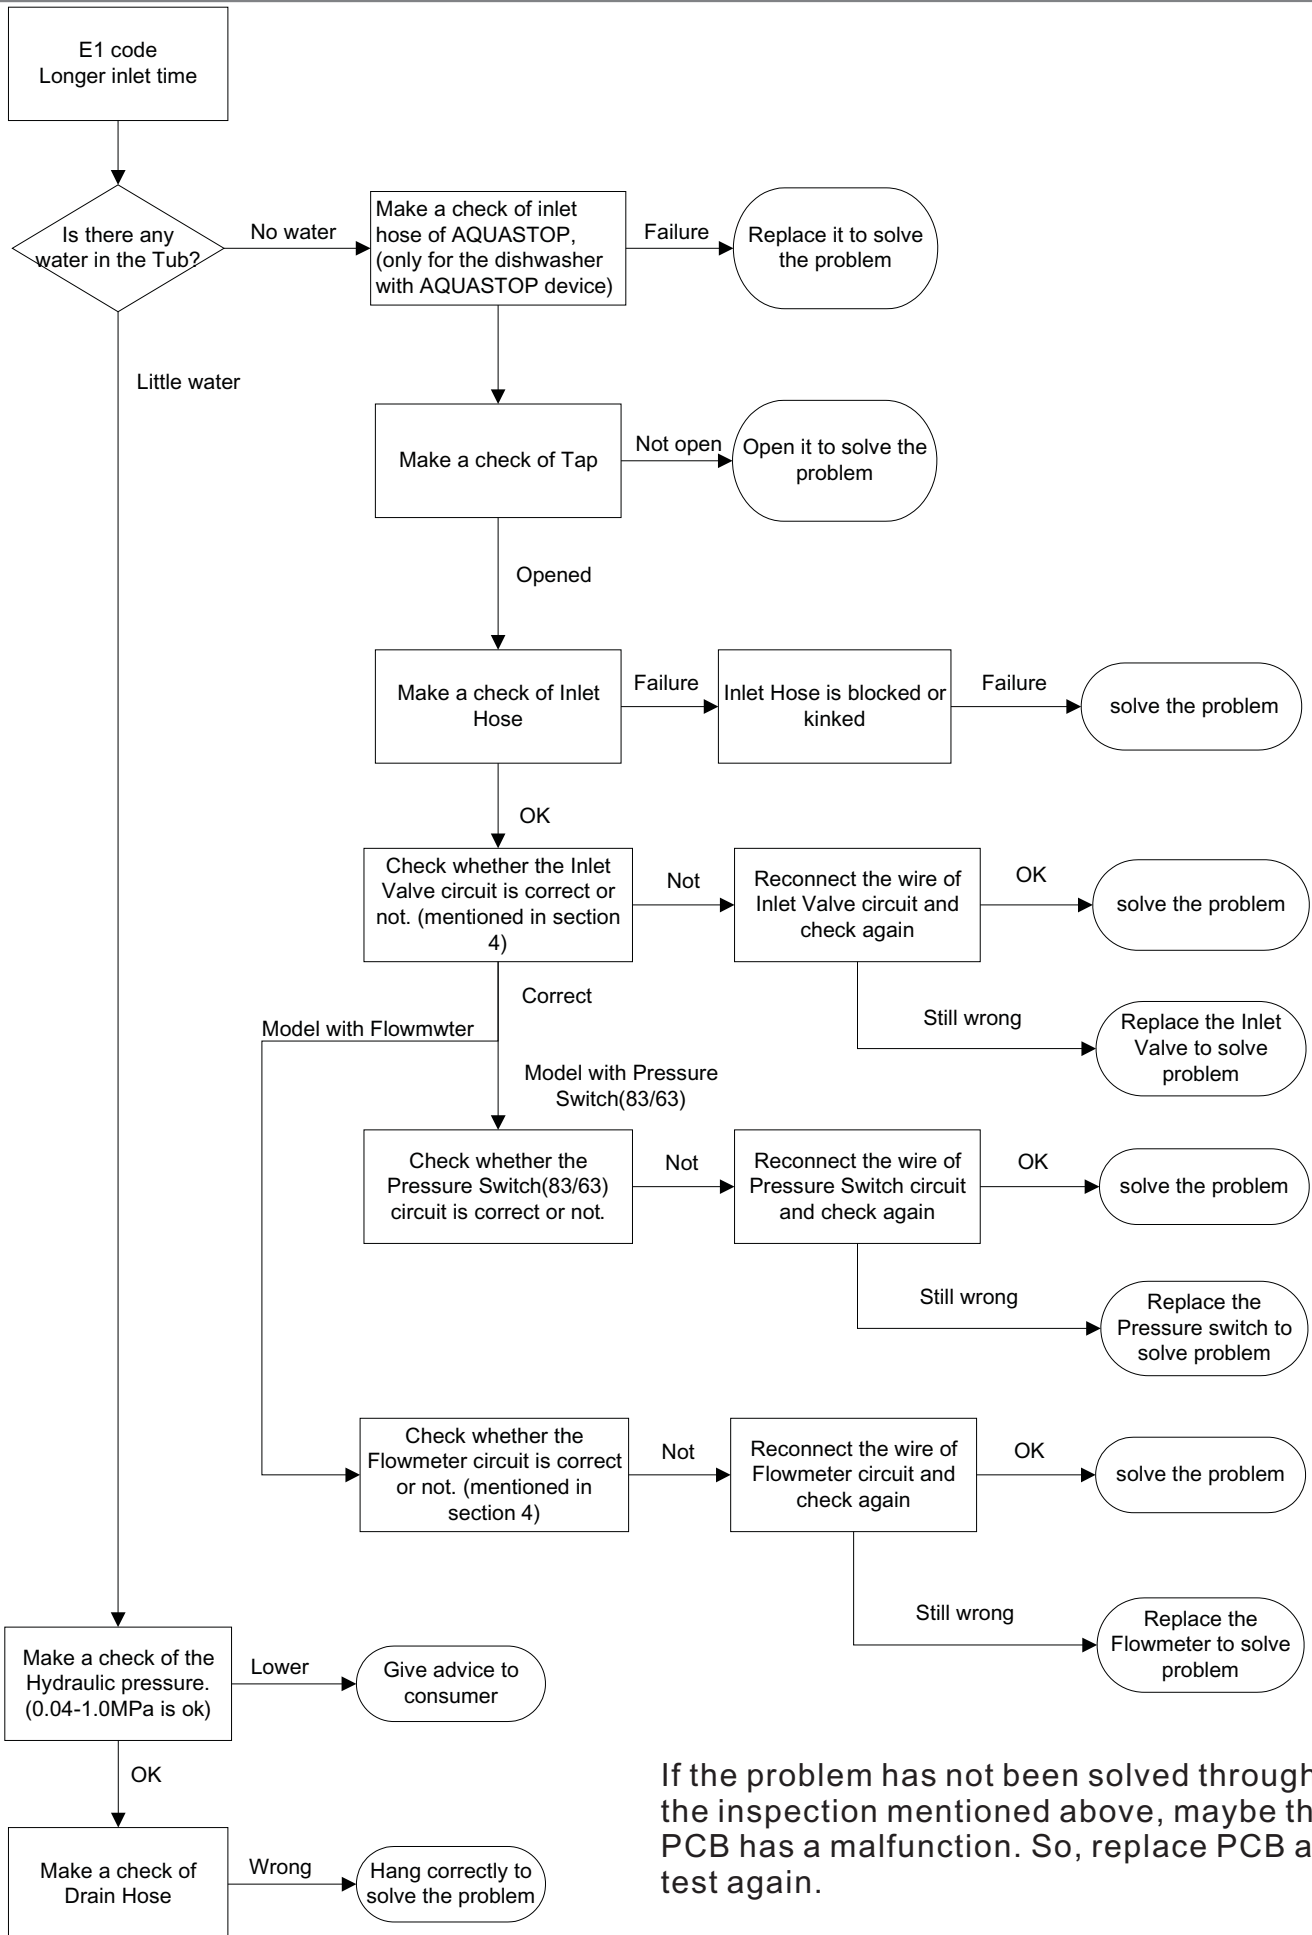 E1 code
Longer inlet time
Is there any
water in the Tub?
No water
Make a check of inlet
hose of AQUASTOP,
(only for the dishwasher
with AQUASTOP device)
Failure
Replace it to solve
the problem
Little water
Make a check of Tap
Not open
Open it to solve the
problem
Opened
Make a check of Inlet
Hose
Failure
Inlet Hose is blocked or
kinked
Failure
solve the problem
OK
Check whether the Inlet
Valve circuit is correct or
not. (mentioned in section
4)
Not
Reconnect the wire of
Inlet Valve circuit and
check again
OK
solve the problem
Correct
Still wrong
Replace the Inlet
Valve to solve
problem
Model with Flowmwter
Model with Pressure
Switch(83/63)
Check whether the
Pressure Switch(83/63)
circuit is correct or not.
Not
Reconnect the wire of
Pressure Switch circuit
and check again
OK
solve the problem
Still wrong
Replace the
Pressure switch to
solve problem
Check whether the
Flowmeter circuit is correct
or not. (mentioned in
section 4)
Not
Reconnect the wire of
Flowmeter circuit and
check again
OK
solve the problem
Still wrong
Replace the
Flowmeter to solve
problem
Make a check of the
Hydraulic pressure.
(0.04-1.0MPa is ok)
Lower
Give advice to
consumer
OK
Make a check of
Drain Hose
Wrong
Hang correctly to
solve the problem
If the problem has not been solved through
the inspection mentioned above, maybe th
PCB has a malfunction. So, replace PCB a
test again.